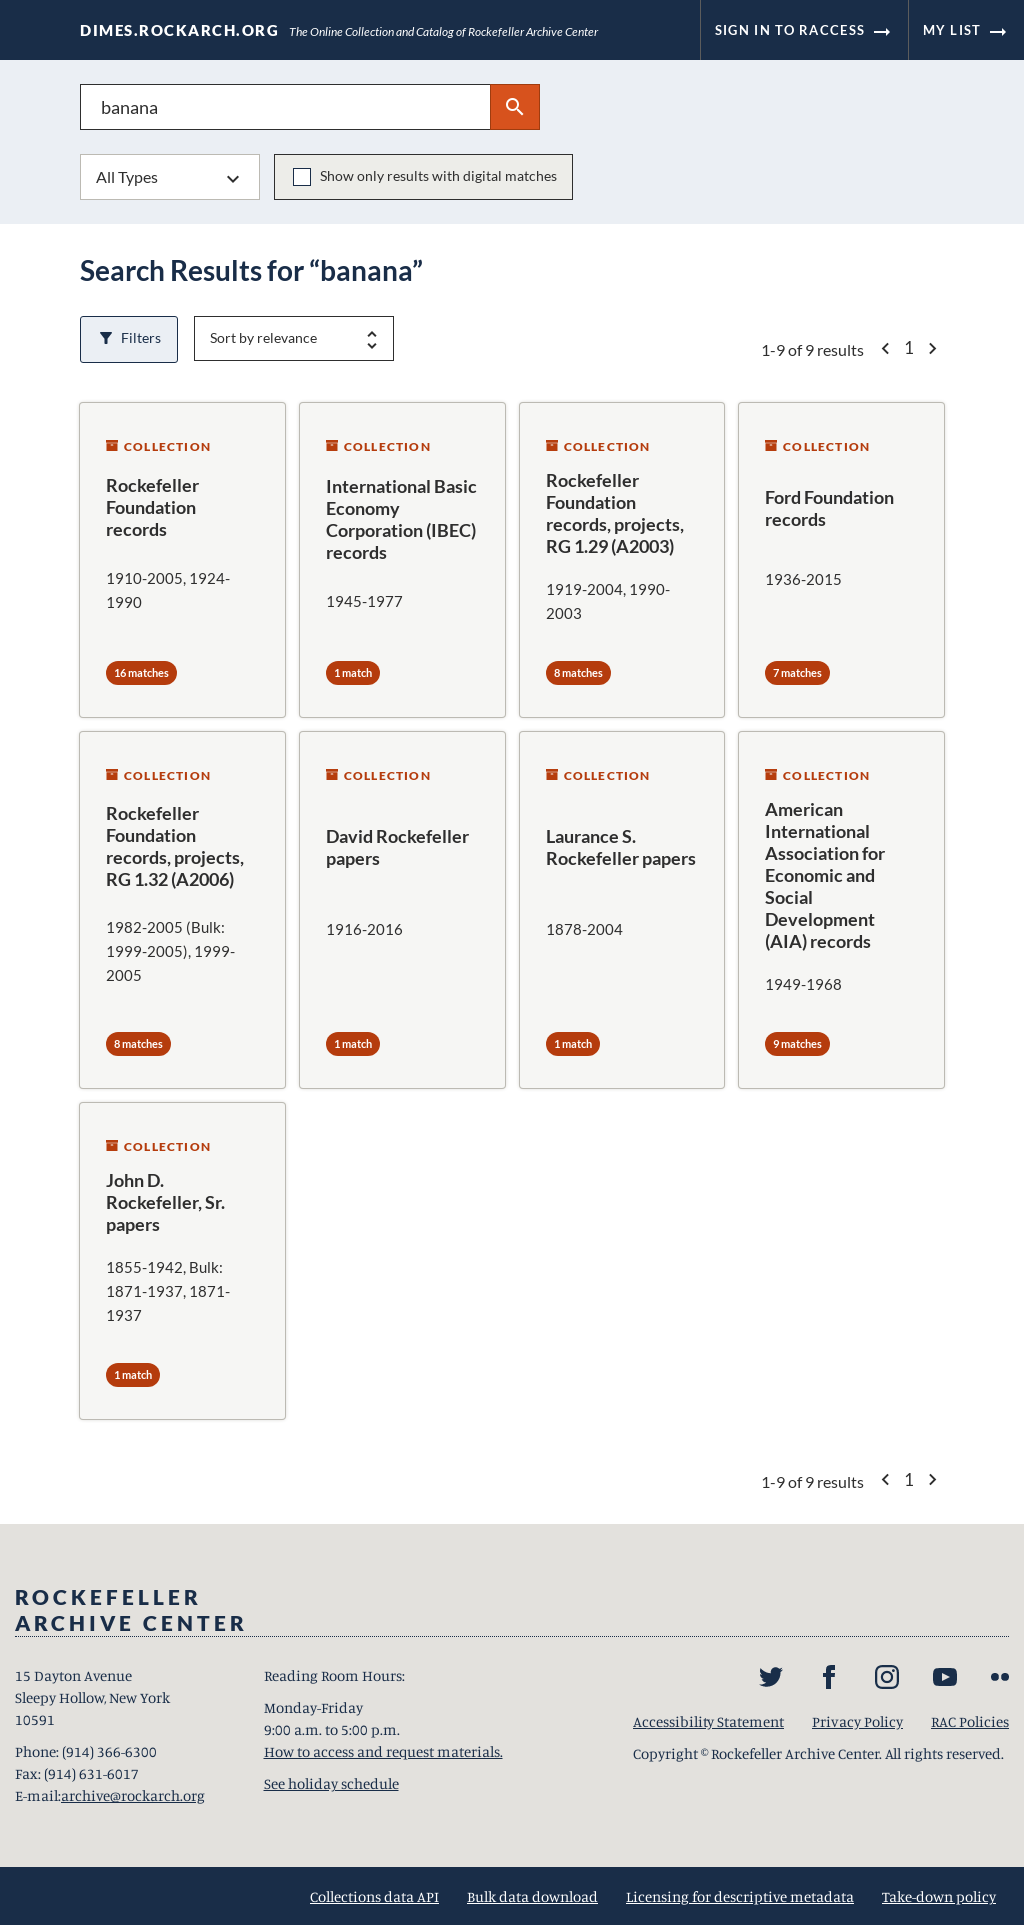 DIMES.ROCKARCH.ORG The Online Collection and Catalog of Rockefeller Archive Center
SIGN IN TO RACCESS
MY LIST
banana
All Types
Show only results with digital matches
Search Results for “banana”
Filters
Sort by relevance
1-9 of 9 results 1
COLLECTION
Rockefeller
Foundation
records
1910-2005, 1924-
1990
16 matches
COLLECTION
International Basic
Economy
Corporation (IBEC)
records
1945-1977
1 match
COLLECTION
Rockefeller
Foundation
records, projects,
RG 1.29 (A2003)
1919-2004, 1990-
2003
8 matches
COLLECTION
Ford Foundation
records
1936-2015
7 matches
COLLECTION
Rockefeller
Foundation
records, projects,
RG 1.32 (A2006)
1982-2005 (Bulk:
1999-2005), 1999-
2005
8 matches
COLLECTION
David Rockefeller
papers
1916-2016
1 match
COLLECTION
Laurance S.
Rockefeller papers
1878-2004
1 match
COLLECTION
American
International
Association for
Economic and
Social
Development
(AIA) records
1949-1968
9 matches
COLLECTION
John D.
Rockefeller, Sr.
papers
1855-1942, Bulk:
1871-1937, 1871-
1937
1 match
1-9 of 9 results 1
ROCKEFELLER
ARCHIVE CENTER
15 Dayton Avenue
Sleepy Hollow, New York
10591
Phone: (914) 366-6300
Fax: (914) 631-6017
E-mail:archive@rockarch.org
Reading Room Hours:
Monday-Friday
9:00 a.m. to 5:00 p.m.
How to access and request materials.
See holiday schedule
Accessibility Statement
Privacy Policy
RAC Policies
Copyright © Rockefeller Archive Center. All rights reserved.
Collections data API
Bulk data download
Licensing for descriptive metadata
Take-down policy